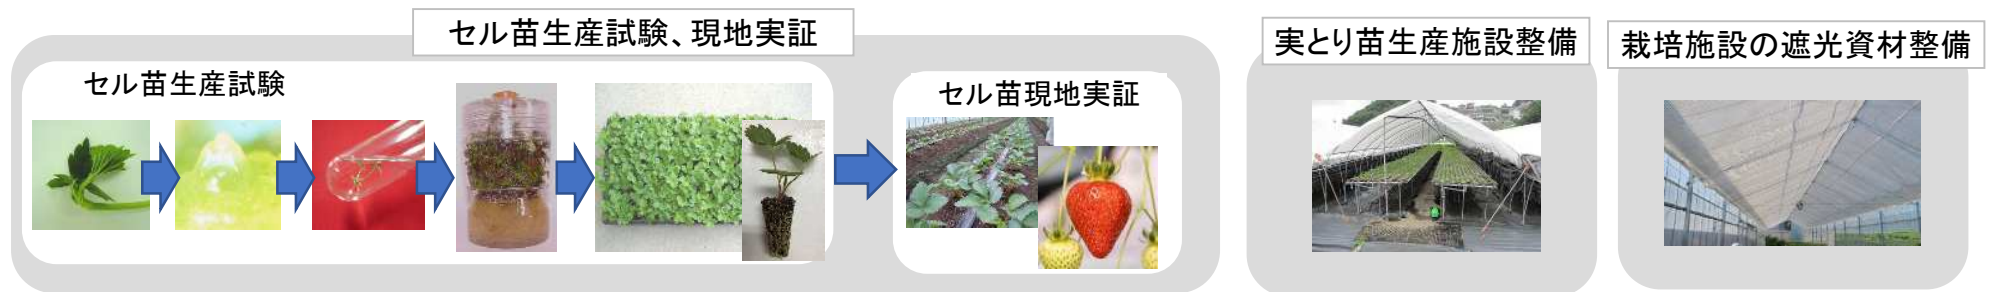 セル苗生産試験、現地実証
セル苗生産試験
セル苗現地実証
実とり苗生産施設整備
栽培施設の遮光資材整備